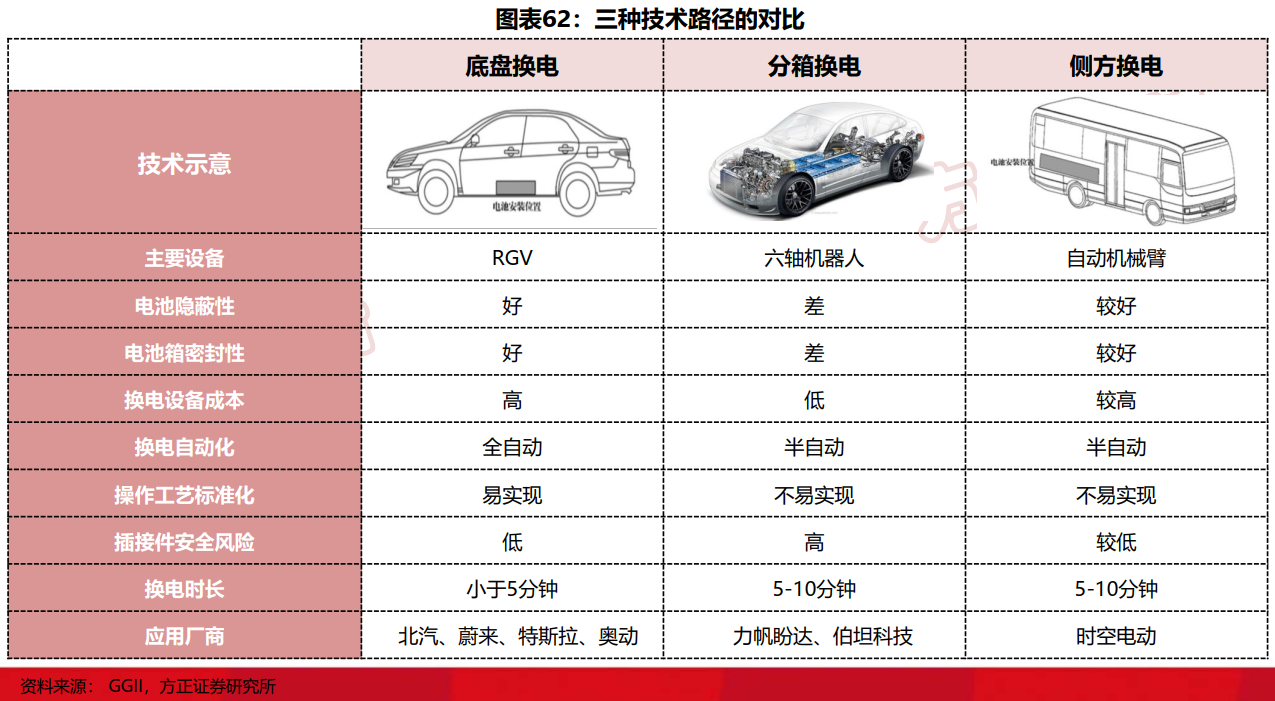 图表62：三种技术路径的对比
底盘换电 分箱换电 侧方换电
技术示意 电池安装位置 电池安装位置
主要设备 RGV 六轴机器人 自动机械臂
电池隐蔽性 好 差 较好
电池箱密封性 好 差 较好
换电设备成本 高 低 较高
换电自动化 全自动 半自动 半自动
操作工艺标准化 易实现 不易实现 不易实现
插接件安全风险 低 高 较低
换电时长 小于5分钟 5-10分钟 5-10分钟
应用厂商 北汽、蔚来、特斯拉、奥动 力帆盼达、伯坦科技 时空电动
资料来源： GGII，方正证券研究所